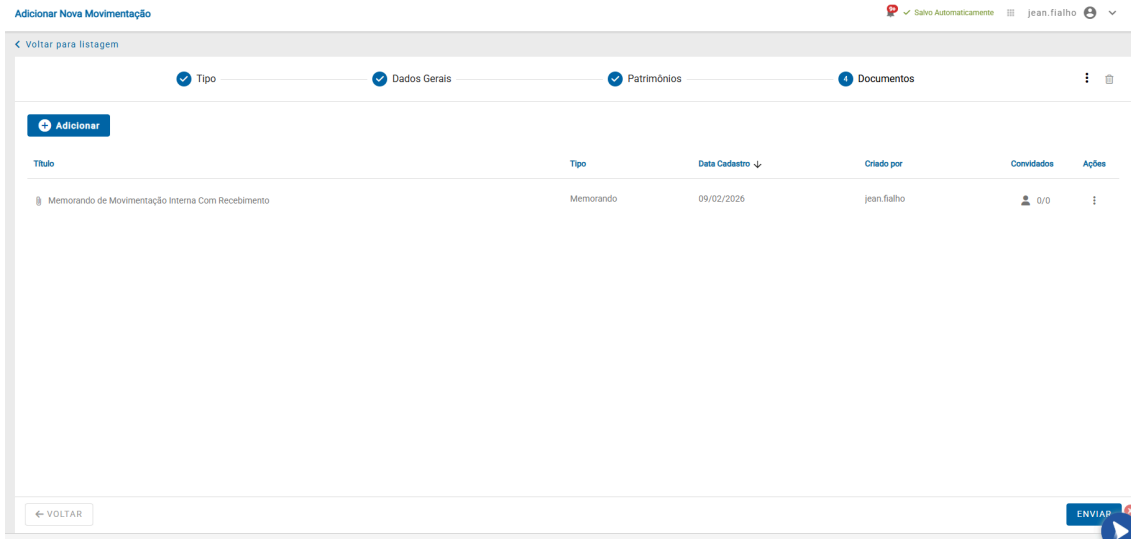 Adicionar Nova Movimentação 9+ Salvo Automaticamente jean.fialho
Voltar para listagem
Tipo Dados Gerais Patrimônios 4 Documentos
Adicionar
Título Tipo Data Cadastro Criado por Convidados Ações
Memorando de Movimentação Interna Com Recebimento Memorando 09/02/2026 jean.fialho 0/0
VOLTAR ENVIAR